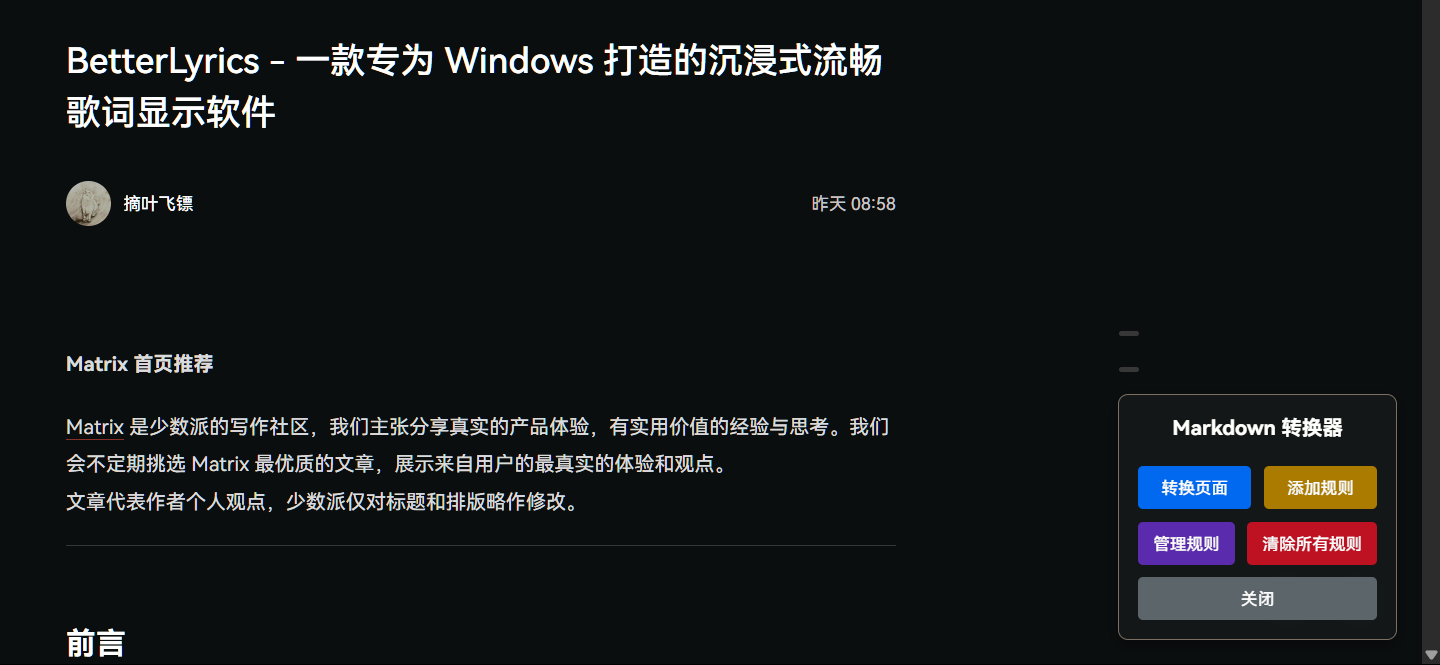 BetterLyrics - 一款专为 Windows 打造的沉浸式流畅
歌词显示软件
摘叶飞镖
昨天 08:58
Matrix 首页推荐
Matrix 是少数派的写作社区，我们主张分享真实的产品体验，有实用价值的经验与思考。我们
会不定期挑选 Matrix 最优质的文章，展示来自用户的最真实的体验和观点。
文章代表作者个人观点，少数派仅对标题和排版略作修改。
前言
Markdown 转换器
转换页面
添加规则
管理规则
清除所有规则
关闭